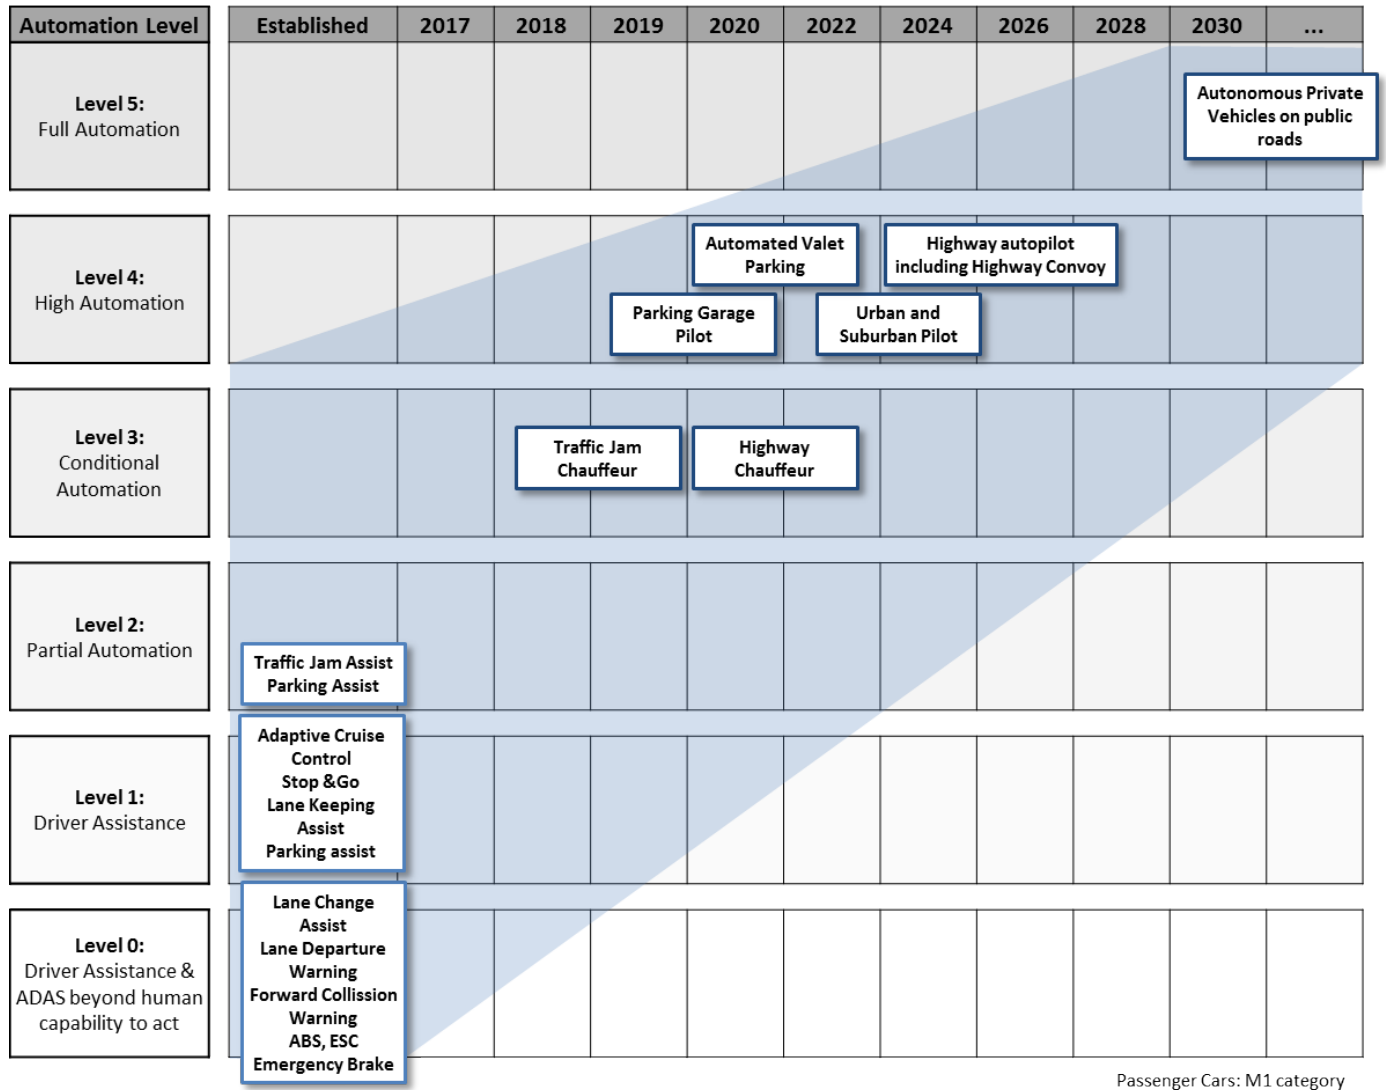 Automation Level
Established
2017
2018
2019
2020
2022
2024
2026
2028
2030
...
Level 5:
Full Automation
Autonomous Private
Vehicles on public
roads
Level 4:
High Automation
Automated Valet
Parking
Highway autopilot
including Highway Convoy
Parking Garage
Pilot
Urban and
Suburban Pilot
Level 3:
Conditional
Automation
Traffic Jam
Chauffeur
Highway
Chauffeur
Level 2:
Partial Automation
Traffic Jam Assist
Parking Assist
Level 1:
Driver Assistance
Adaptive Cruise
Control
Stop &Go
Lane Keeping
Assist
Parking assist
Level 0:
Driver Assistance &
ADAS beyond human
capability to act
Lane Change
Assist
Lane Departure
Warning
Forward Collission
Warning
ABS, ESC
Emergency Brake
Passenger Cars: M1 category